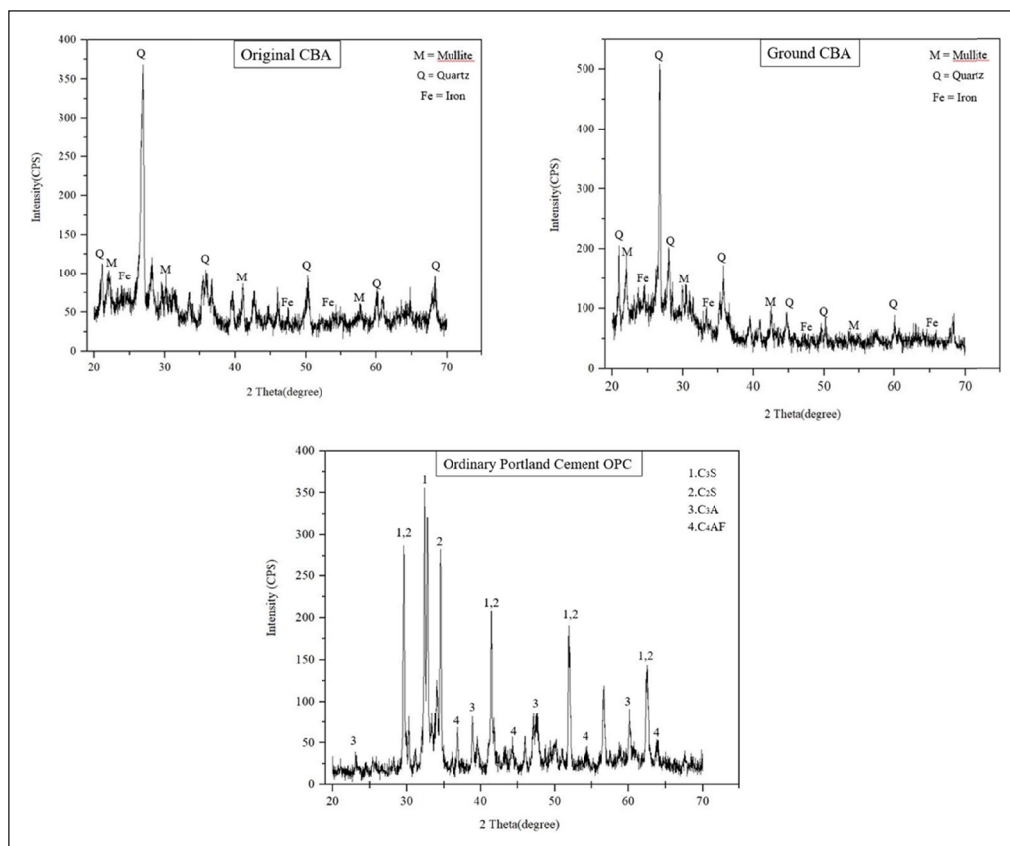 Original CBA
M = Mullite
Q = Quartz
Fe = Iron
Q
Q
M
Fe
M
Q
M
Fe
Q
Fe
M
Q
Q
400
350
300
250
200
150
100
50
0
Intensity(CPS)
20 30 40 50 60 70
2 Theta(degree)
Ground CBA
M = Mullite
Q = Quartz
Fe = Iron
Q
Q
M
Fe
Q
M
Fe
Q
M
Q
Fe
Q
M
Q
Fe
500
400
300
200
100
0
Intensity(CPS)
20 30 40 50 60 70
2 Theta(degree)
Ordinary Portland Cement OPC
1.C3S
2.C2S
3.C3A
4.C4AF
3
1,2
1
2
4
3
1,2
4
3
1,2
4
3
1,2
4
400
350
300
250
200
150
100
50
0
Intensity (CPS)
20 30 40 50 60 70
2 Theta(degree)